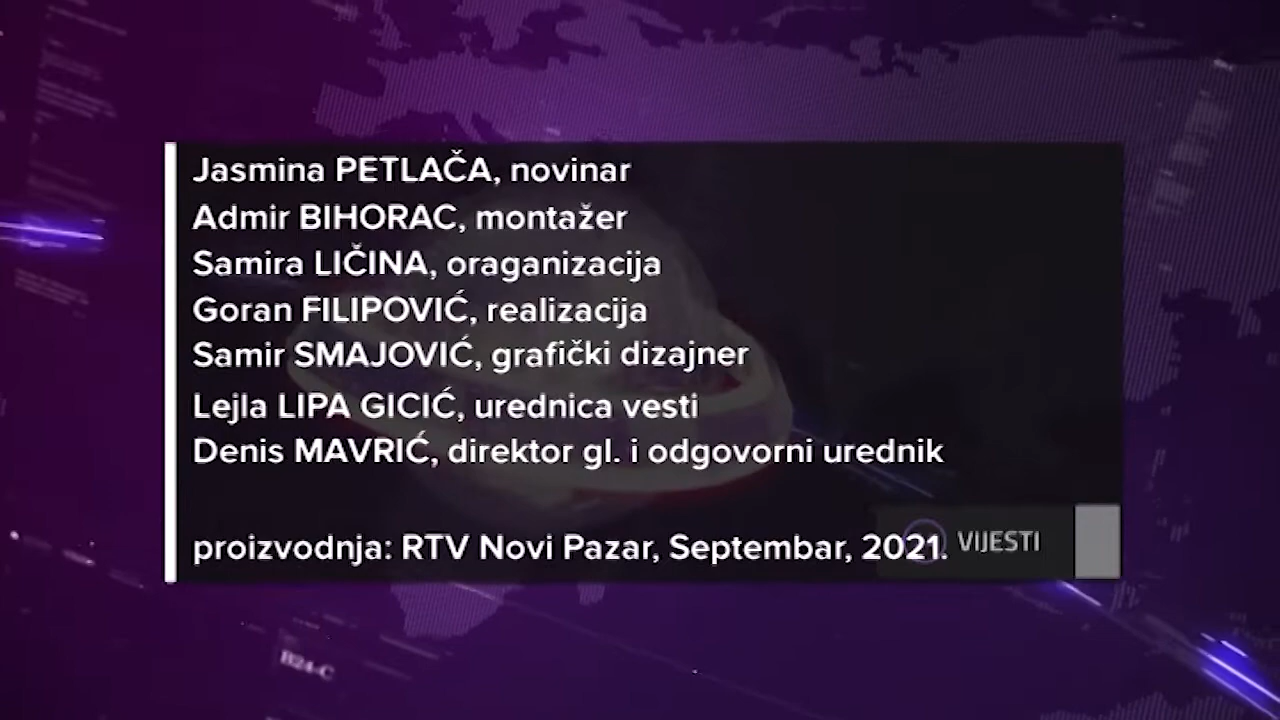 Jasmina PETLAČA, novinar
Admir BIHORAC, montažer
Samira LIČINA, oraganizacija
Goran FILIPOVIĆ, realizacija
Samir SMAJOVIĆ, grafički dizajner
Lejla LIPA GICIĆ, urednica vesti
Denis MAVRIĆ, direktor gl. i odgovorni urednik
proizvodnja: RTV Novi Pazar, Septembar, 2021.
VIJESTI
B24-C